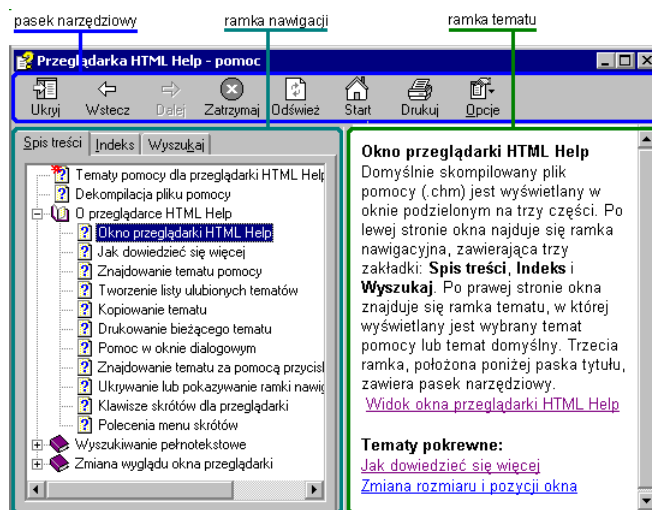 pasek narzędziowy
ramka nawigacji
ramka tematu
Przeglądarka HTML Help - pomoc
Ukryj
Wstecz
Dalej
Zatrzymaj
Odśwież
Start
Drukuj
Opcje
Spis treści
Indeks
Wyszukaj
Tematy pomocy dla przeglądarki HTML Help
Dekompilacja pliku pomocy
O przeglądarce HTML Help
Okno przeglądarki HTML Help
Jak dowiedzieć się więcej
Znajdowanie tematu pomocy
Tworzenie listy ulubionych tematów
Kopiowanie tematu
Drukowanie bieżącego tematu
Pomoc w oknie dialogowym
Znajdowanie tematu za pomocą przycisk
Ukrywanie lub pokazywanie ramki nawig
Klawisze skrótów dla przeglądarki
Polecenia menu skrótów
Wyszukiwanie pełnotekstowe
Zmiana wyglądu okna przeglądarki
Okno przeglądarki HTML Help
Domyślnie skompilowany plik
pomocy (.chm) jest wyświetlany w
oknie podzielonym na trzy części. Po
lewej stronie okna najduje się ramka
nawigacyjna, zawierająca trzy
zakładki: Spis treści, Indeks i
Wyszukaj. Po prawej stronie okna
znajduje się ramka tematu, w której
wyświetlany jest wybrany temat
pomocy lub temat domyślny. Trzecia
ramka, położona poniżej paska tytułu,
zawiera pasek narzędziowy.
Widok okna przeglądarki HTML Help
Tematy pokrewne:
Jak dowiedzieć się więcej
Zmiana rozmiaru i pozycji okna